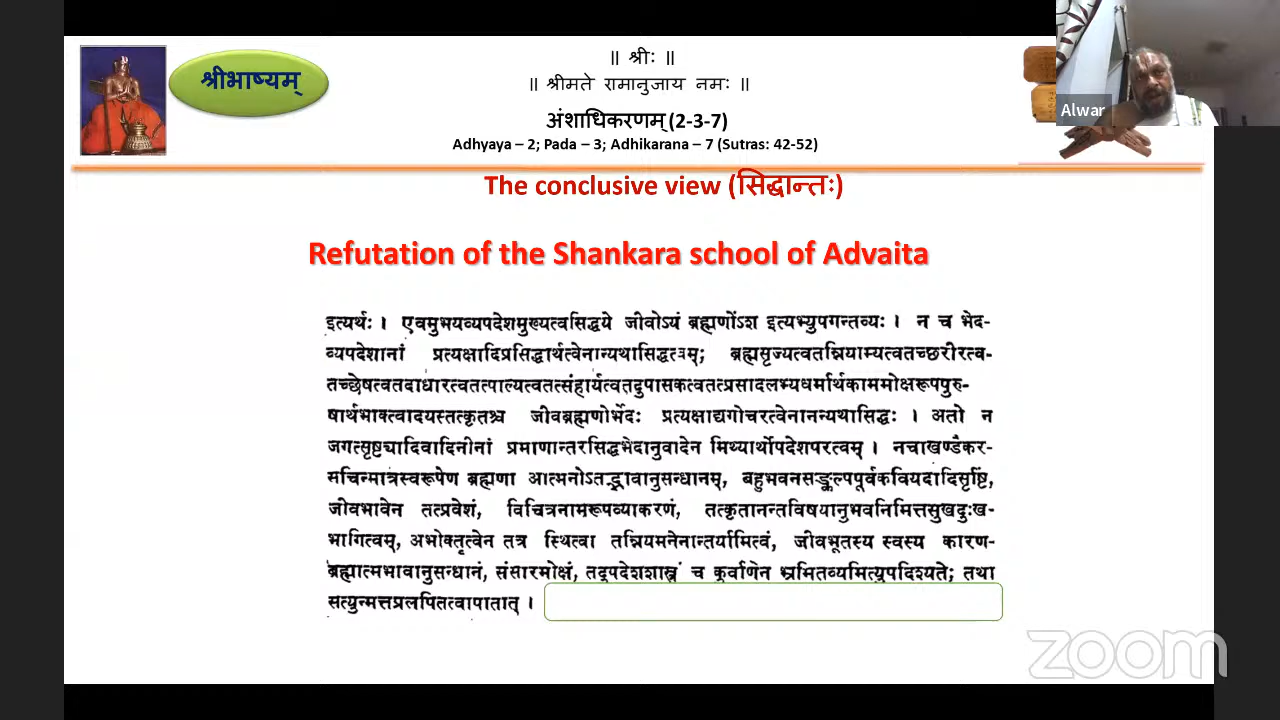 श्रीभाष्यम्
॥ श्रीः ॥
॥ श्रीमते रामानुजाय नमः ॥
अंशाधिकरणम् (2-3-7)
Adhyaya – 2; Pada – 3; Adhikarana – 7 (Sutras: 42-52)
Alwar
The conclusive view (सिद्धान्तः)
Refutation of the Shankara school of Advaita
इत्यर्थः । एवमुभयव्यपदेशमुख्यत्वसिद्धये जीवोऽयं ब्रह्मणोंऽश इत्यभ्युपगन्तव्यः । न च भेद-
व्यपदेशानां प्रत्यक्षादिप्रसिद्धार्थत्वेनान्यथासिद्धत्वम्; ब्रह्मसृज्यत्वतन्नियाम्यत्वतच्छरीरत्व-
तच्छेषत्वतदाधारत्वतत्पाल्यत्वतत्संहार्यत्वतदुपासकत्वतत्प्रसादलभ्यधर्मार्थकाममोक्षरूपपुरु-
षार्थभाक्त्वादयस्तत्कृतश्च जीवब्रह्मणोर्भेदः प्रत्यक्षाद्यगोचरत्वेनानन्यथासिद्धः । अतो न
जगत्सृष्ट्यादिवादिनीनां प्रमाणान्तरसिद्धभेदानुवादेन मिथ्यार्थोपदेशपरत्वम् । नचाखण्डैकर-
सचिन्मात्रस्वरूपेण ब्रह्मणा आत्मनोऽतद्भावानुसन्धानम्, बहुभवनसङ्कल्पपूर्वकवियदादिसृष्टिं,
जीवभावेन तत्प्रवेशं, विचित्रनामरूपव्याकरणं, तत्कृतानन्तविषयानुभवनिमित्तसुखदुःख-
भागित्वम्, अभोक्तृत्वेन तत्र स्थित्वा तन्नियमनेनान्तर्यामित्वं, जीवभूतस्य स्वस्य कारण-
ब्रह्मात्मभावानुसन्धानं, संसारमोक्षं, तदुपदेशशास्त्रं च कुर्वाणेन भ्रमितव्यमित्युपदिश्यते; तथा
सत्युन्मत्तप्रलपितत्वापातात् ।
zoom